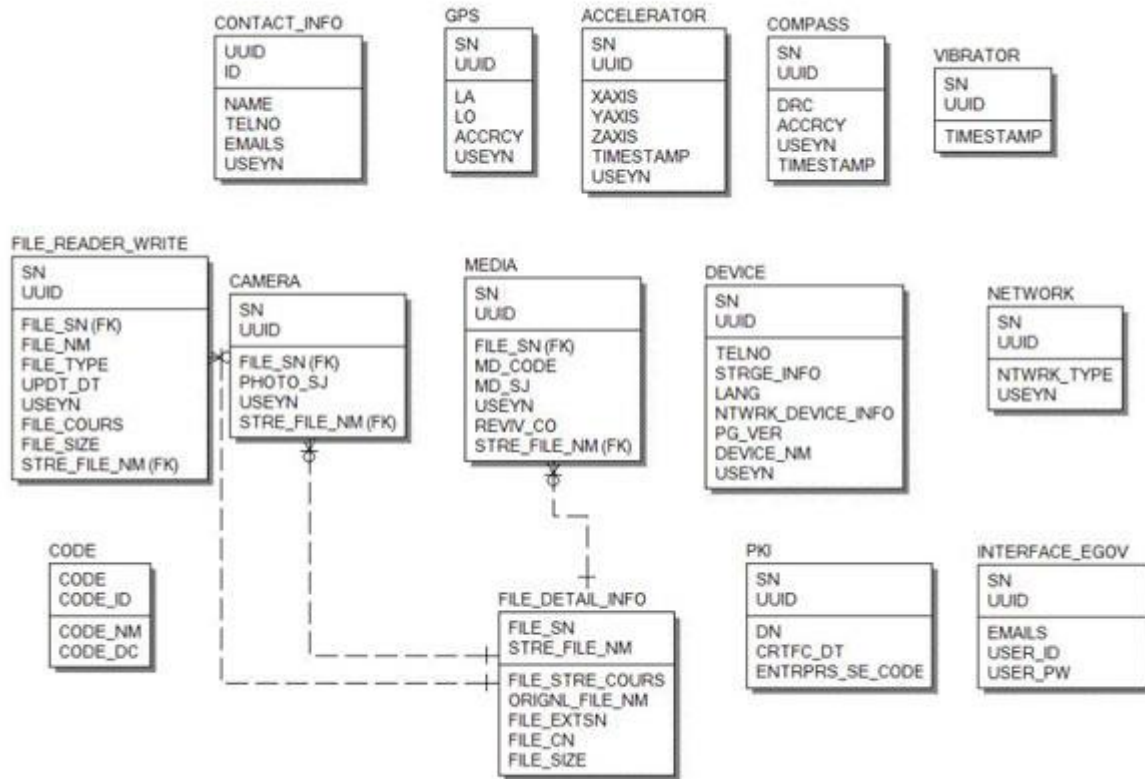 CONTACT_INFO
UUID
ID
NAME
TELNO
EMAILS
USEYN
GPS
SN
UUID
LA
LO
ACCRCY
USEYN
ACCELERATOR
SN
UUID
XAXIS
YAXIS
ZAXIS
TIMESTAMP
USEYN
COMPASS
SN
UUID
DRC
ACCRCY
USEYN
TIMESTAMP
VIBRATOR
SN
UUID
TIMESTAMP
FILE_READER_WRITE
SN
UUID
FILE_SN (FK)
FILE_NM
FILE_TYPE
UPDT_DT
USEYN
FILE_COURS
FILE_SIZE
STRE_FILE_NM (FK)
CAMERA
SN
UUID
FILE_SN (FK)
PHOTO_SJ
USEYN
STRE_FILE_NM (FK)
MEDIA
SN
UUID
FILE_SN (FK)
MD_CODE
MD_SJ
USEYN
REVIV_CO
STRE_FILE_NM (FK)
DEVICE
SN
UUID
TELNO
STRGE_INFO
LANG
NTWRK_DEVICE_INFO
PG_VER
DEVICE_NM
USEYN
NETWORK
SN
UUID
NTWRK_TYPE
USEYN
CODE
CODE
CODE_ID
CODE_NM
CODE_DC
FILE_DETAIL_INFO
FILE_SN
STRE_FILE_NM
FILE_STRE_COURS
ORIGNL_FILE_NM
FILE_EXTSN
FILE_CN
FILE_SIZE
PKI
SN
UUID
DN
CRTFC_DT
ENTRPRS_SE_CODE
INTERFACE_EGOV
SN
UUID
EMAILS
USER_ID
USER_PW